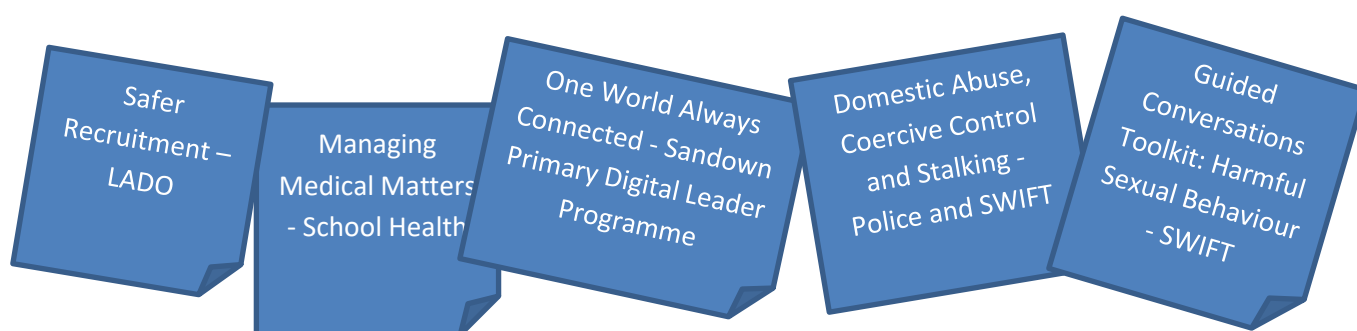 Safer
Recruitment –
LADO
Managing
Medical Matters
- School Health
One World Always
Connected - Sandown
Primary Digital Leader
Programme
Domestic Abuse,
Coercive Control
and Stalking -
Police and SWIFT
Guided
Conversations
Toolkit: Harmful
Sexual Behaviour
- SWIFT